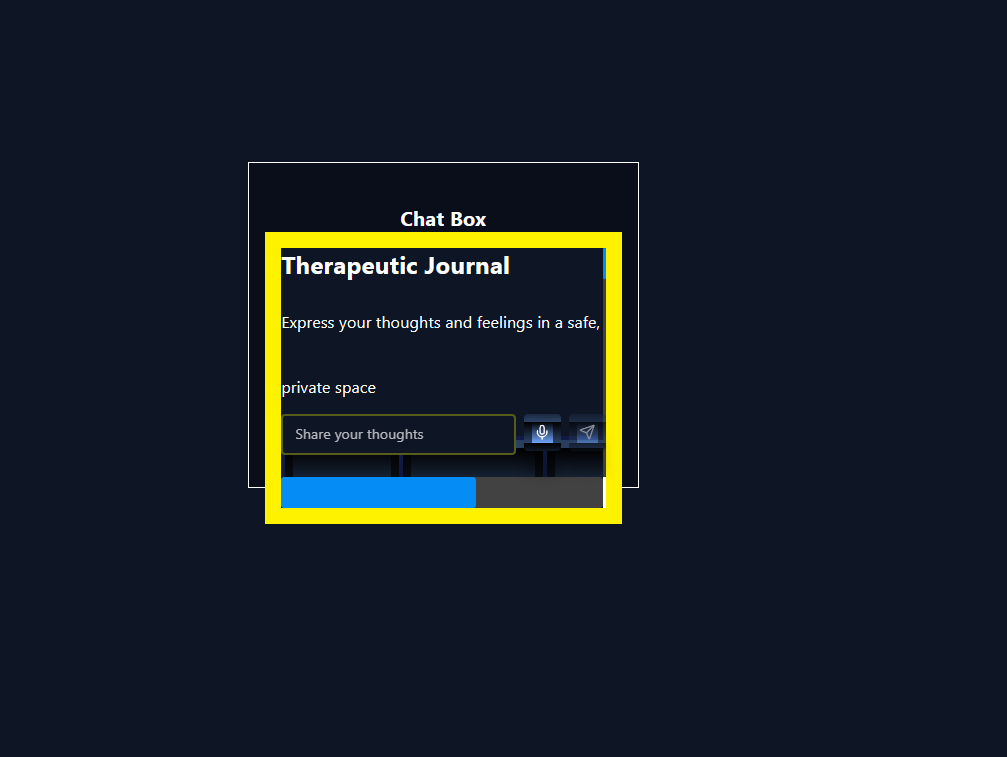 Chat Box
Therapeutic Journal
Express your thoughts and feelings in a safe,
private space
Share your thoughts